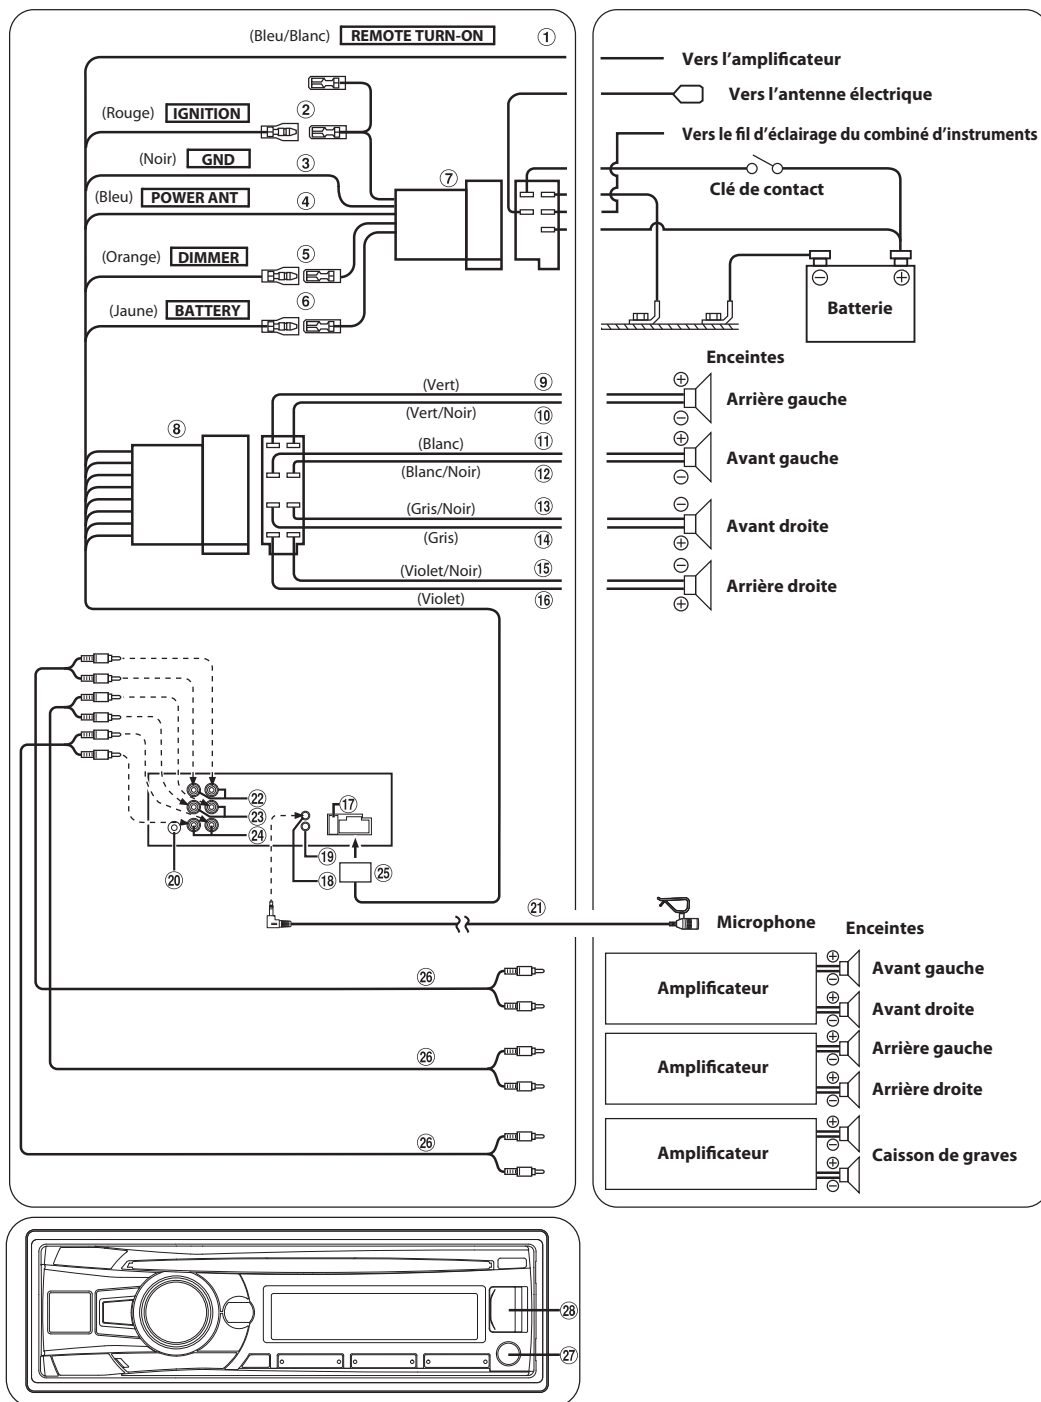 (Bleu/Blanc) REMOTE TURN-ON ①
Vers l'amplificateur
Vers l'antenne électrique
(Rouge) IGNITION ②
Vers le fil d'éclairage du combiné d'instruments
(Noir) GND ③
⑦
Clé de contact
(Bleu) POWER ANT ④
(Orange) DIMMER ⑤
⊖ ⊕
(Jaune) BATTERY ⑥
Batterie
Enceintes
(Vert) ⑨
⊕
Arrière gauche
(Vert/Noir) ⑩
⊖
⑧
(Blanc) ⑪
⊕
Avant gauche
(Blanc/Noir) ⑫
⊖
(Gris/Noir) ⑬
⊖
Avant droite
(Gris) ⑭
⊕
(Violet/Noir) ⑮
⊖
Arrière droite
(Violet) ⑯
⊕
㉒
⑰
㉓
㉔
⑲
⑳
⑱
㉕
㉑
Microphone
Enceintes
⊕
Avant gauche
⊖
㉖
Amplificateur
⊕
Avant droite
⊖
⊕
Arrière gauche
⊖
㉖
Amplificateur
⊕
Arrière droite
⊖
⊕
⊖
㉖
Amplificateur
Caisson de graves
⊕
⊖
㉘
㉗